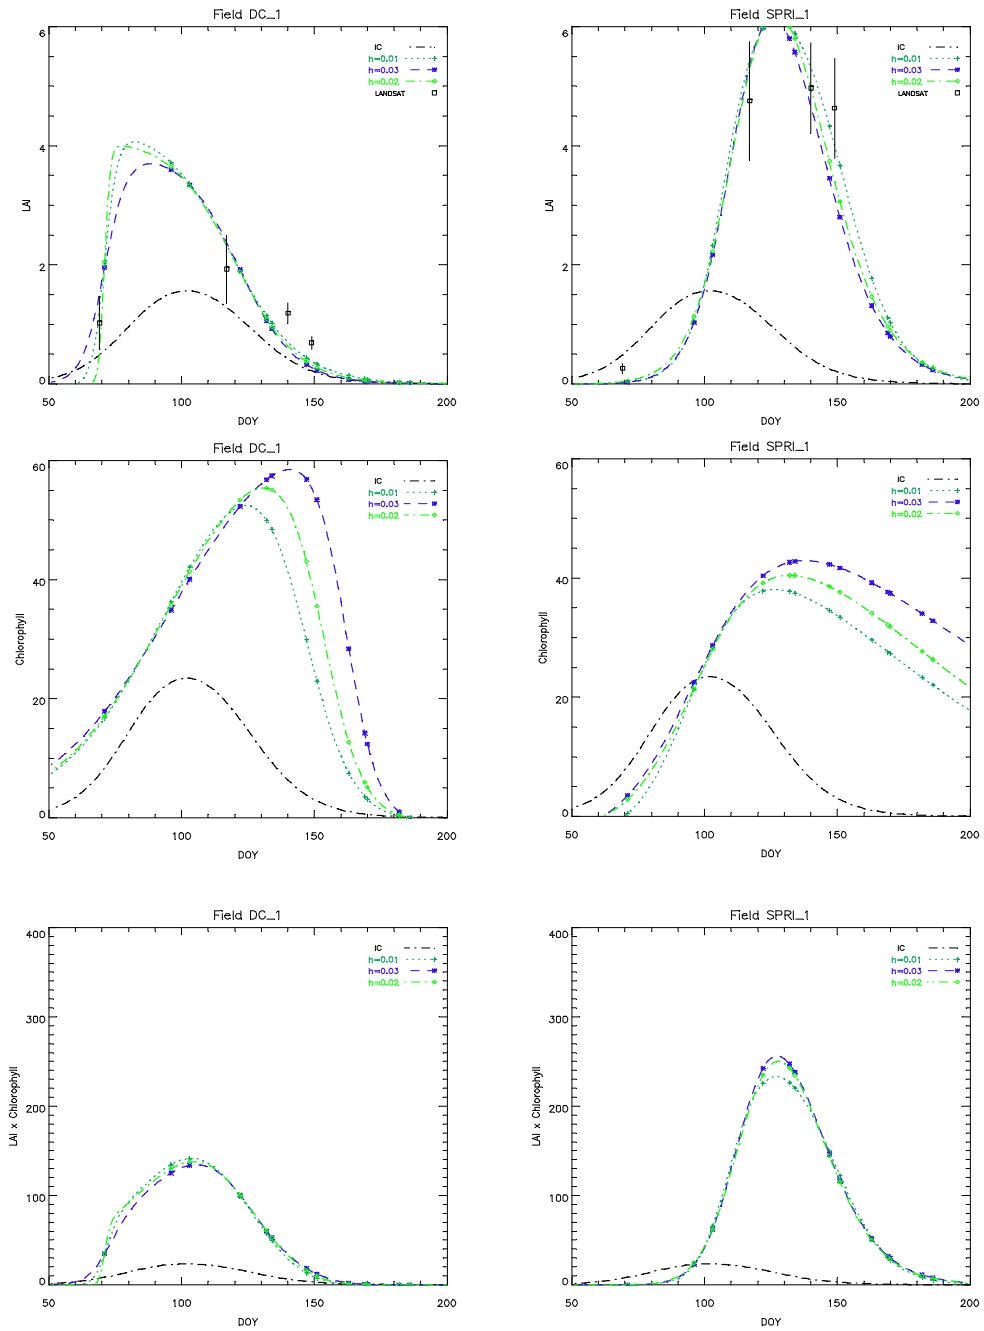 Field DC_1
6
4
2
0
LAI
IC
h=0.01
h=0.03
h=0.02
LANDSAT
50 100 150 200
DOY
Field SPRI_1
6
4
2
0
LAI
IC
h=0.01
h=0.03
h=0.02
LANDSAT
50 100 150 200
DOY
Field DC_1
60
40
20
0
Chlorophyll
IC
h=0.01
h=0.03
h=0.02
50 100 150 200
DOY
Field SPRI_1
60
40
20
0
Chlorophyll
IC
h=0.01
h=0.03
h=0.02
50 100 150 200
DOY
Field DC_1
400
300
200
100
0
LAI x Chlorophyll
IC
h=0.01
h=0.03
h=0.02
50 100 150 200
DOY
Field SPRI_1
400
300
200
100
0
LAI x Chlorophyll
IC
h=0.01
h=0.03
h=0.02
50 100 150 200
DOY